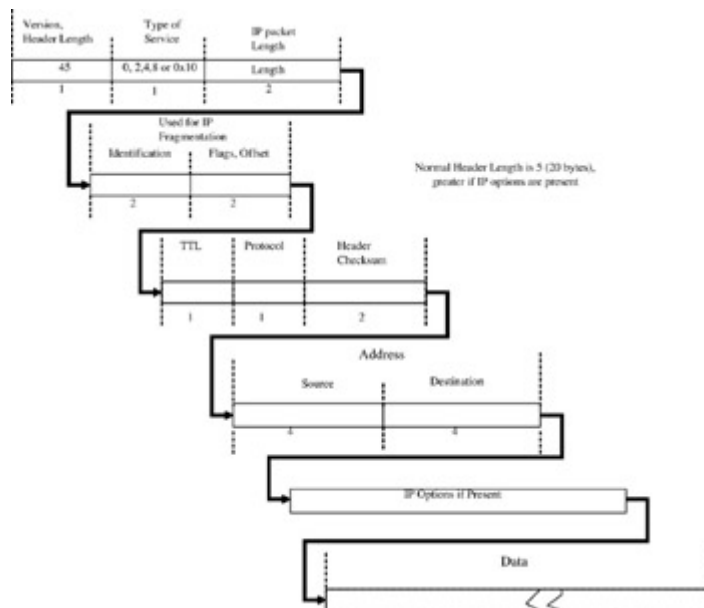 Version,
Header Length
Type of
Service
IP packet
Length
45
0, 2,4,8 or 0x10
Length
1
1
2
Used for IP
Fragmentation
Identification
Flags, Offset
2
2
Normal Header Length is 5 (20 bytes),
greater if IP options are present
TTL
Protocol
Header
Checksum
1
1
2
Address
Source
Destination
4
4
IP Options if Present
Data